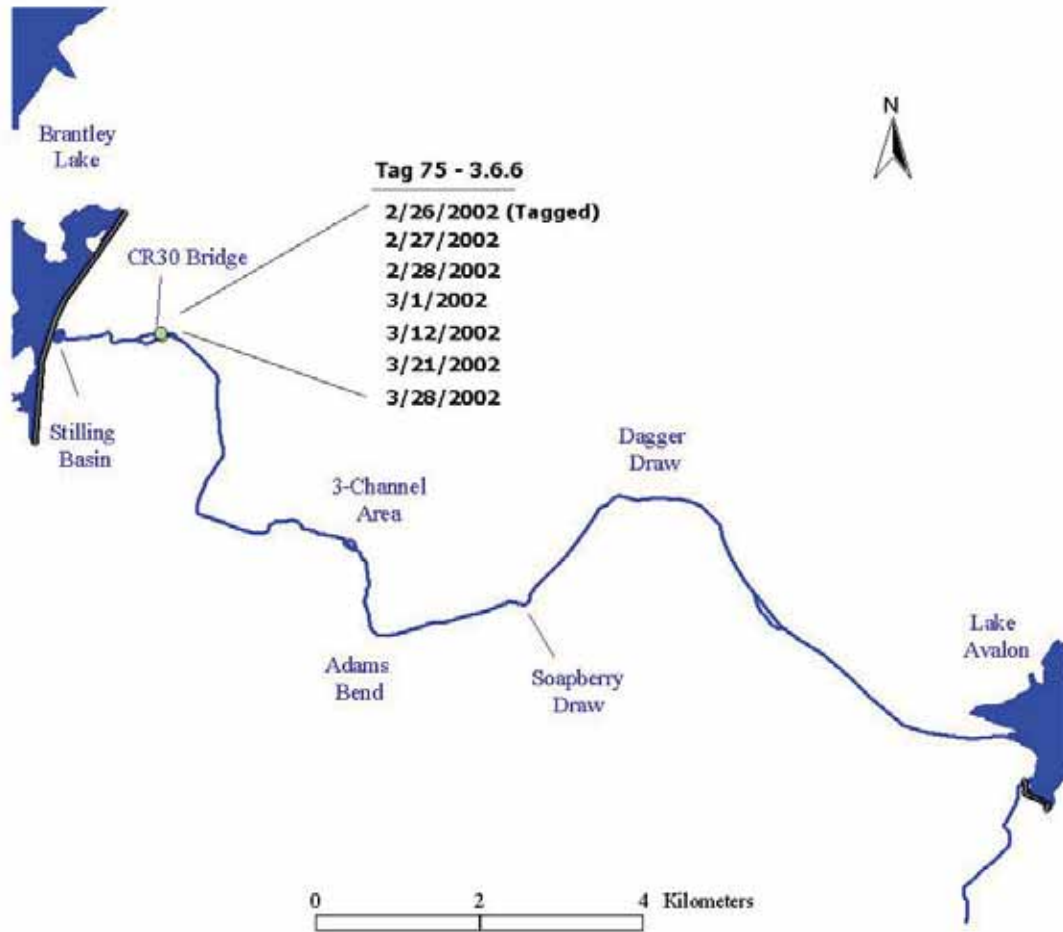 Brantley
Lake
N
Tag 75 - 3.6.6
2/26/2002 (Tagged)
2/27/2002
2/28/2002
3/1/2002
3/12/2002
3/21/2002
3/28/2002
CR30 Bridge
Stilling
Basin
3-Channel
Area
Dagger
Draw
Adams
Bend
Soapberry
Draw
Lake
Avalon
0 2 4 Kilometers